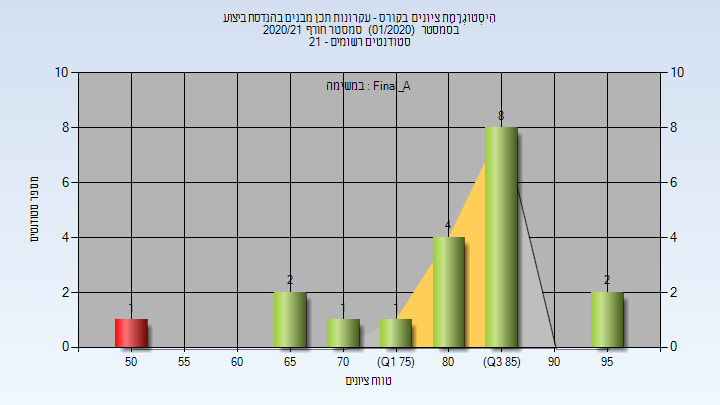 הִיסְטוֹגְרָמַת ציונים בקורס - עקרונות תכן מבנים בהנדסת ביצוע
בסמסטר (01/2020) סמסטר חורף 2020/21
סטודנטים רשומים - 21
במשימה : Final_A
מספר סטודנטים
10 10
8 8
6 6
4 4
2 2
0 0
1 2 1 1 4 8 2
50 55 60 65 70 (Q1 75) 80 (Q3 85) 90 95
טווח ציונים